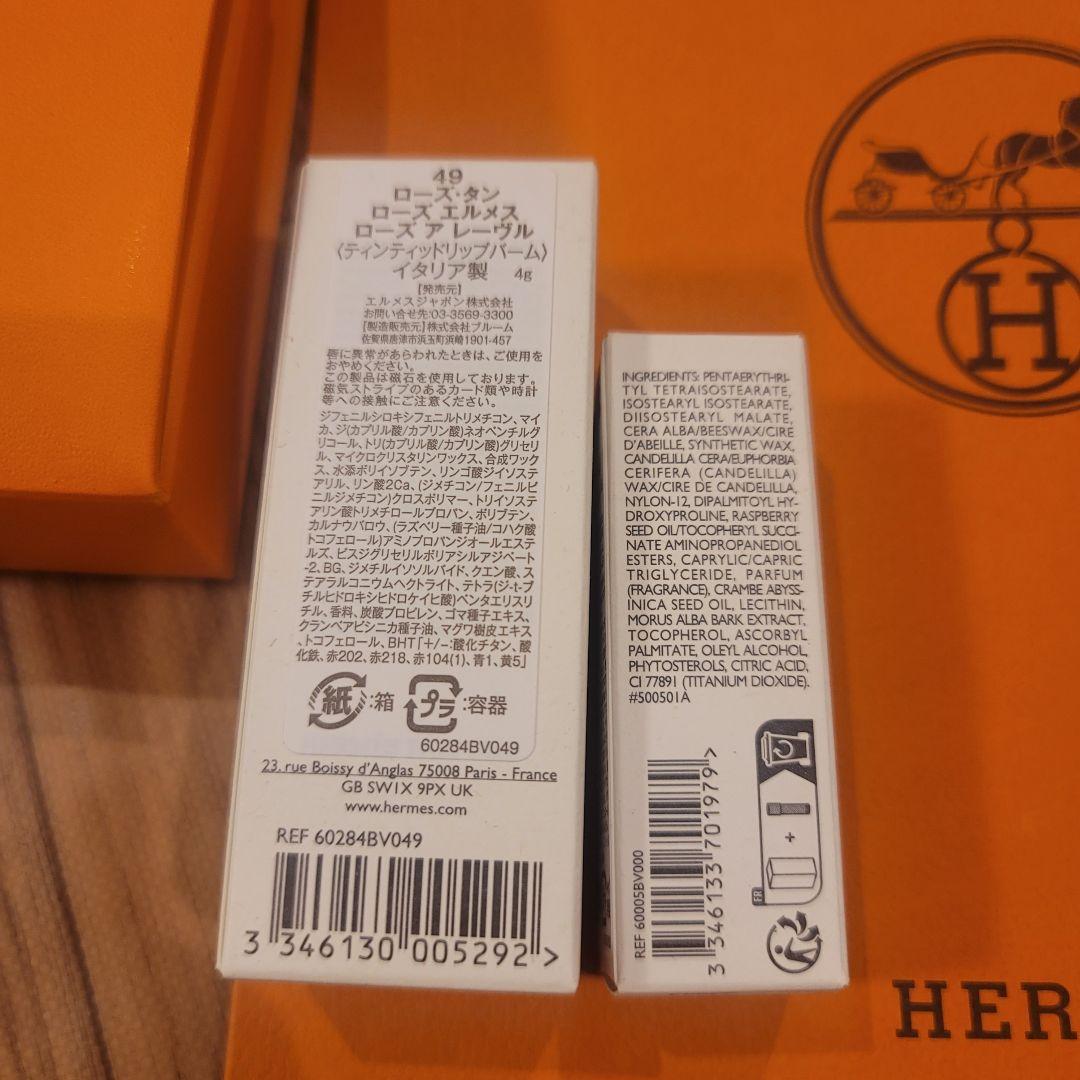 49
ローズ・タン
ローズ エルメス
ローズ ア レーヴル
〈ティンティッドリップバーム〉
イタリア製 4g
【発売元】
エルメスジャポン株式会社
お問い合せ先:03-3569-3300
【製造販売元】株式会社ブルーム
佐賀県唐津市浜玉町浜崎1901-457
唇に異常があらわれたときは、ご使用を
おやめください。
この製品は磁石を使用しております。
磁気ストライプのあるカード類や時計
等への接触にご注意ください。
ジフェニルシロキシフェニルトリメチコン、マイ
カ、ジ(カプリル酸/カプリン酸)ネオペンチルグ
リコール、トリ(カプリル酸/カプリン酸)グリセリ
ル、マイクロクリスタリンワックス、合成ワック
ス、水添ポリイソブテン、リンゴ酸ジイソステ
アリル、リン酸2Ca、(ジメチコン/フェニルビ
ニルジメチコン)クロスポリマー、トリイソステ
アリン酸トリメチロールプロパン、ポリブテン、
カルナウバロウ、(ラズベリー種子油/コハク酸
トコフェロール)アミノプロパンジオールエステ
ルズ、ビスジグリセリルポリアシルアジペート
-2、BG、ジメチルイソソルバイド、クエン酸、ス
テアラルコニウムヘクトライト、テトラ(ジ-t-ブ
チルヒドロキシヒドロケイヒ酸)ペンタエリスリ
チル、香料、炭酸プロピレン、ゴマ種子エキス、
クランベアビシニカ種子油、マグワ樹皮エキス
、トコフェロール、BHT「+/-:酸化チタン、酸
化鉄、赤202、赤218、赤104(1)、青1、黄5」
紙:箱 プラ:容器
60284BV049
23, rue Boissy d'Anglas 75008 Paris - France
GB SW1X 9PX UK
www.hermes.com
REF 60284BV049
3 346130 005292 >
INGREDIENTS: PENTAERYTHRI-
TYL TETRAISOSTEARATE,
ISOSTEARYL ISOSTEARATE,
DIISOSTEARYL MALATE,
CERA ALBA/BEESWAX/CIRE
D'ABEILLE, SYNTHETIC WAX,
CANDELILLA CERA/EUPHORBIA
CERIFERA (CANDELILLA)
WAX/CIRE DE CANDELILLA,
NYLON-12, DIPALMITOYL HY-
DROXYPROLINE, RASPBERRY
SEED OIL/TOCOPHERYL SUCCI-
NATE AMINOPROPANEDIOL
ESTERS, CAPRYLIC/CAPRIC
TRIGLYCERIDE, PARFUM
(FRAGRANCE), CRAMBE ABYSS-
INICA SEED OIL, LECITHIN,
MORUS ALBA BARK EXTRACT,
TOCOPHEROL, ASCORBYL
PALMITATE, OLEYL ALCOHOL,
PHYTOSTEROLS, CITRIC ACID,
CI 77891 (TITANIUM DIOXIDE).
#500501A
REF 60005BV000
3 346133 701979 >
+
FR
H
HER